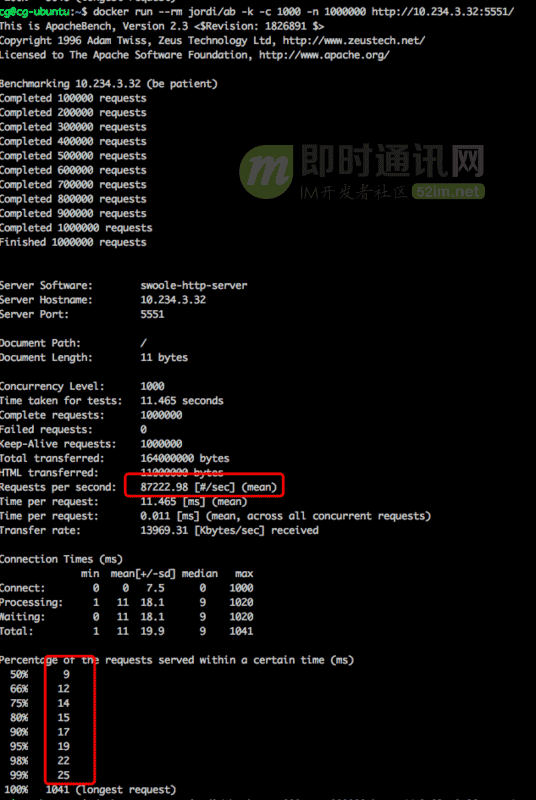 cg@cg-ubuntu:~$ docker run --rm jordi/ab -k -c 1000 -n 1000000 http://10.234.3.32:5551/
This is ApacheBench, Version 2.3 <$Revision: 1826891 $>
Copyright 1996 Adam Twiss, Zeus Technology Ltd, http://www.zeustech.net/
Licensed to The Apache Software Foundation, http://www.apache.org/
Benchmarking 10.234.3.32 (be patient)
Completed 100000 requests
Completed 200000 requests
Completed 300000 requests
Completed 400000 requests
Completed 500000 requests
Completed 600000 requests
Completed 700000 requests
Completed 800000 requests
Completed 900000 requests
Completed 1000000 requests
Finished 1000000 requests
m 即时通讯网
IM开发者社区 52im.net
Server Software: swoole-http-server
Server Hostname: 10.234.3.32
Server Port: 5551
Document Path: /
Document Length: 11 bytes
Concurrency Level: 1000
Time taken for tests: 11.465 seconds
Complete requests: 1000000
Failed requests: 0
Keep-Alive requests: 1000000
Total transferred: 164000000 bytes
HTML transferred: 11000000 bytes
Requests per second: 87222.98 [#/sec] (mean)
Time per request: 11.465 [ms] (mean)
Time per request: 0.011 [ms] (mean, across all concurrent requests)
Transfer rate: 13969.31 [Kbytes/sec] received
Connection Times (ms)
min mean[+/-sd] median max
Connect: 0 0 7.5 0 1000
Processing: 1 11 18.1 9 1020
Waiting: 0 11 18.1 9 1020
Total: 1 11 19.9 9 1041
Percentage of the requests served within a certain time (ms)
50% 9
66% 12
75% 14
80% 15
90% 17
95% 19
98% 22
99% 25
100% 1041 (longest request)